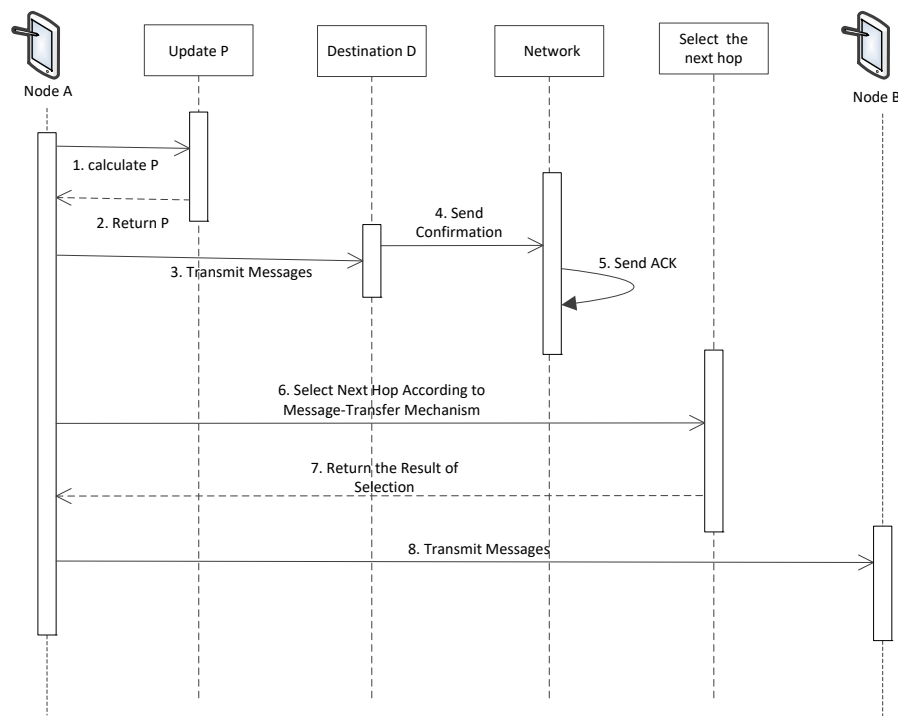 Node A
Update P
Destination D
Network
Select the
next hop
Node B
1. calculate P
2. Return P
3. Transmit Messages
4. Send
Confirmation
5. Send ACK
6. Select Next Hop According to
Message-Transfer Mechanism
7. Return the Result of
Selection
8. Transmit Messages